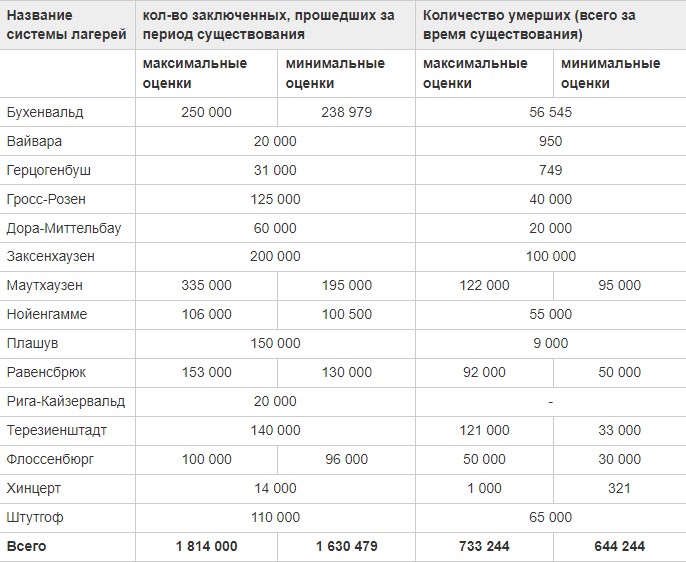 Название системы лагерей | кол-во заключенных, прошедших за период существования | Количество умерших (всего за время существования)
максимальные оценки | минимальные оценки | максимальные оценки | минимальные оценки
Бухенвальд 250 000 238 979 56 545
Вайвара 20 000 950
Герцогенбуш 31 000 749
Гросс-Розен 125 000 40 000
Дора-Миттельбау 60 000 20 000
Заксенхаузен 200 000 100 000
Маутхаузен 335 000 195 000 122 000 95 000
Нойенгамме 106 000 100 500 55 000
Плашув 150 000 9 000
Равенсбрюк 153 000 130 000 92 000 50 000
Рига-Кайзервальд 20 000 -
Терезиенштадт 140 000 121 000 33 000
Флоссенбюрг 100 000 96 000 50 000 30 000
Хинцерт 14 000 1 000 321
Штутгоф 110 000 65 000
Всего 1 814 000 1 630 479 733 244 644 244